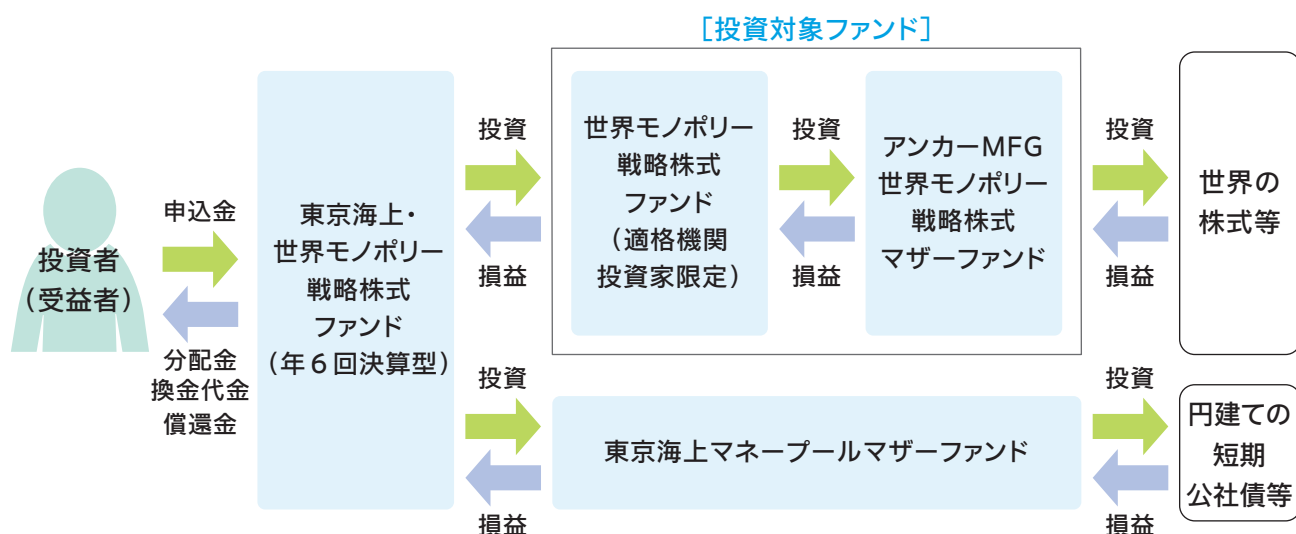 ［投資対象ファンド］
投資者
（受益者）
申込金
分配金
換金代金
償還金
東京海上・
世界モノポリー
戦略株式
ファンド
（年６回決算型）
投資
損益
世界モノポリー
戦略株式
ファンド
（適格機関
投資家限定）
投資
損益
アンカーMFG
世界モノポリー
戦略株式
マザーファンド
投資
損益
世界の
株式等
投資
損益
東京海上マネープールマザーファンド
投資
損益
円建ての
短期
公社債等